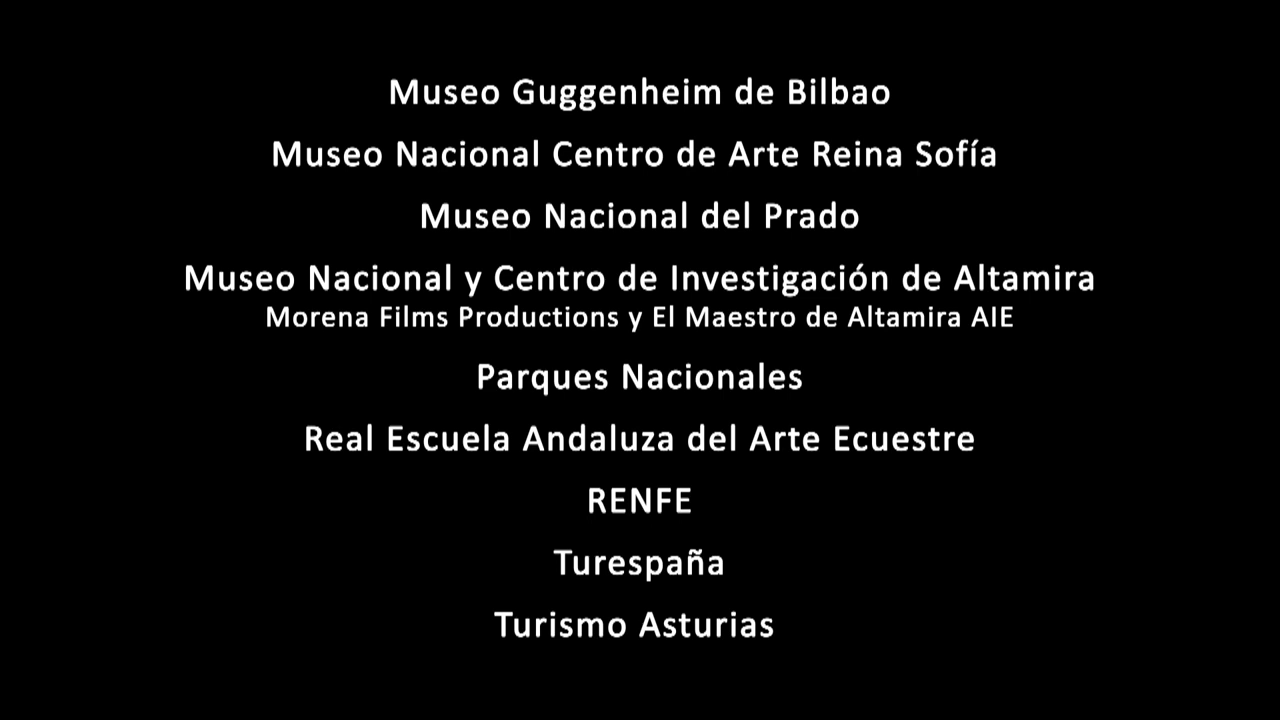 Museo Guggenheim de Bilbao
Museo Nacional Centro de Arte Reina Sofía
Museo Nacional del Prado
Museo Nacional y Centro de Investigación de Altamira
Morena Films Productions y El Maestro de Altamira AIE
Parques Nacionales
Real Escuela Andaluza del Arte Ecuestre
RENFE
Turespaña
Turismo Asturias